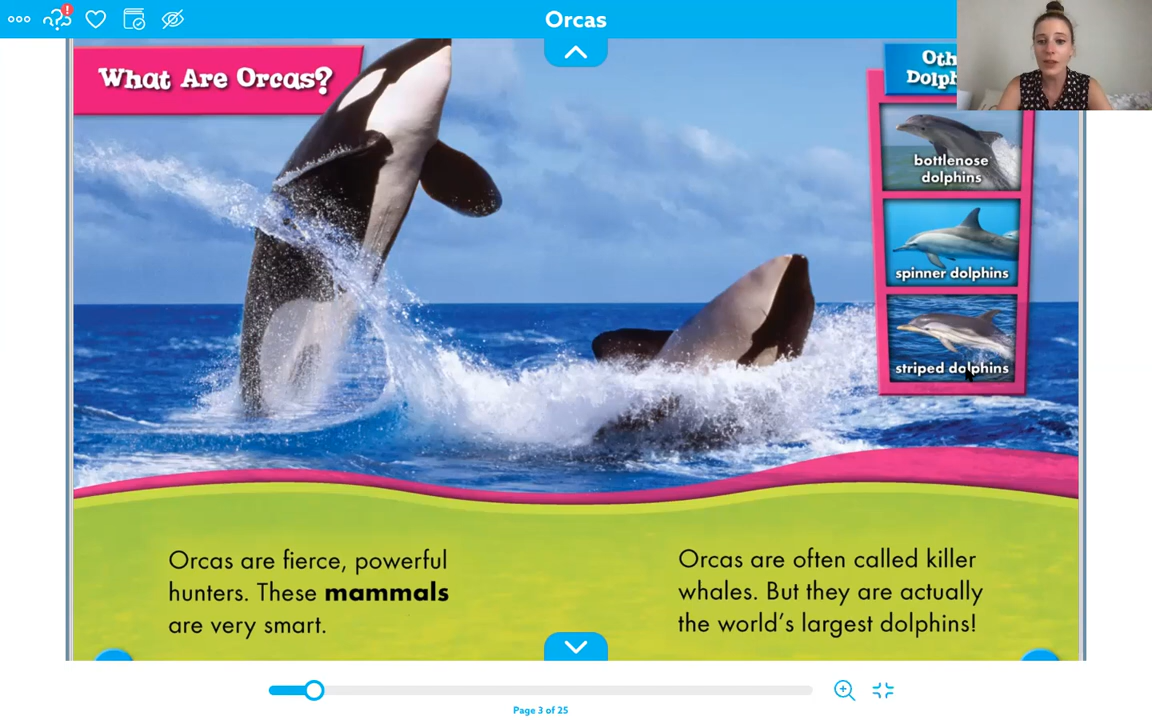 Orcas
What Are Orcas?
bottlenose
dolphins
spinner dolphins
striped dolphins
Orcas are fierce, powerful
hunters. These mammals
are very smart.
Orcas are often called killer
whales. But they are actually
the world's largest dolphins!
Page 3 of 25